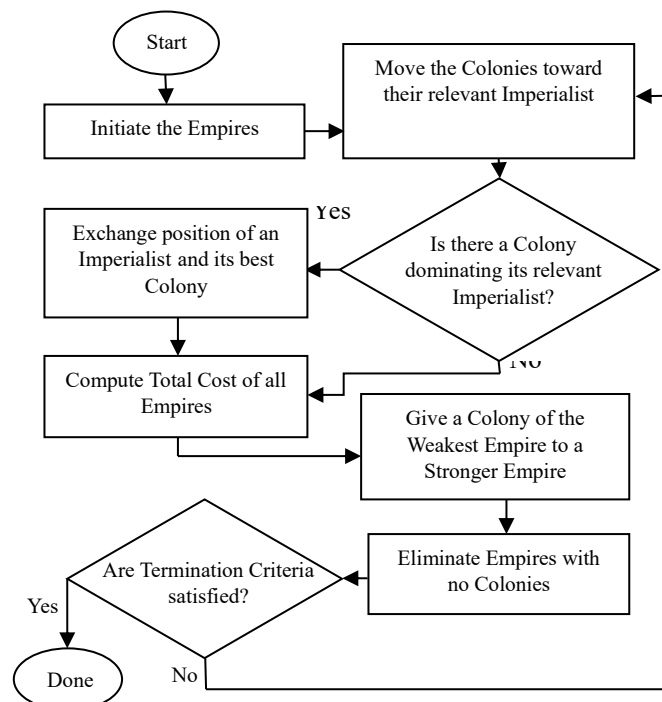 Start
Initiate the Empires
Move the Colonies toward
their relevant Imperialist
Is there a Colony
dominating its relevant
Imperialist?
Yes
Exchange position of an
Imperialist and its best
Colony
No
Compute Total Cost of all
Empires
Give a Colony of the
Weakest Empire to a
Stronger Empire
Eliminate Empires with
no Colonies
Are Termination Criteria
satisfied?
Yes
Done
No